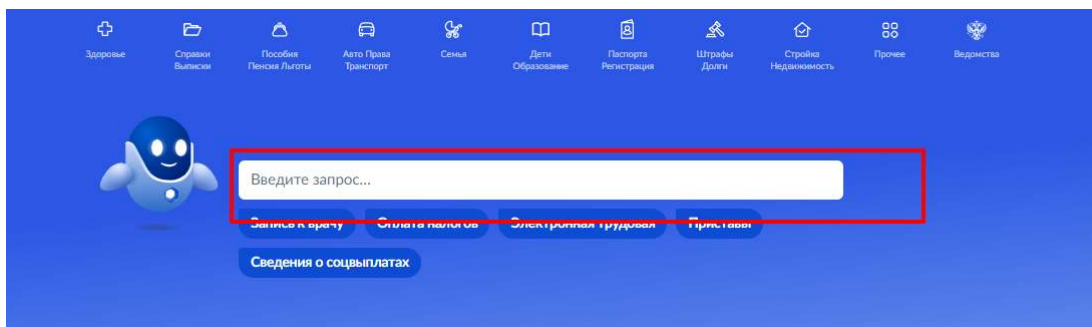 Здоровье
Справки
Выписки
Пособия
Пенсия Льготы
Авто Права
Транспорт
Семья
Дети
Образование
Паспорта
Регистрация
Штрафы
Долги
Стройка
Недвижимость
Прочее
Ведомства
Введите запрос...
Запись к врачу Оплата налогов Электронная трудовая Приставы
Сведения о соцвыплатах